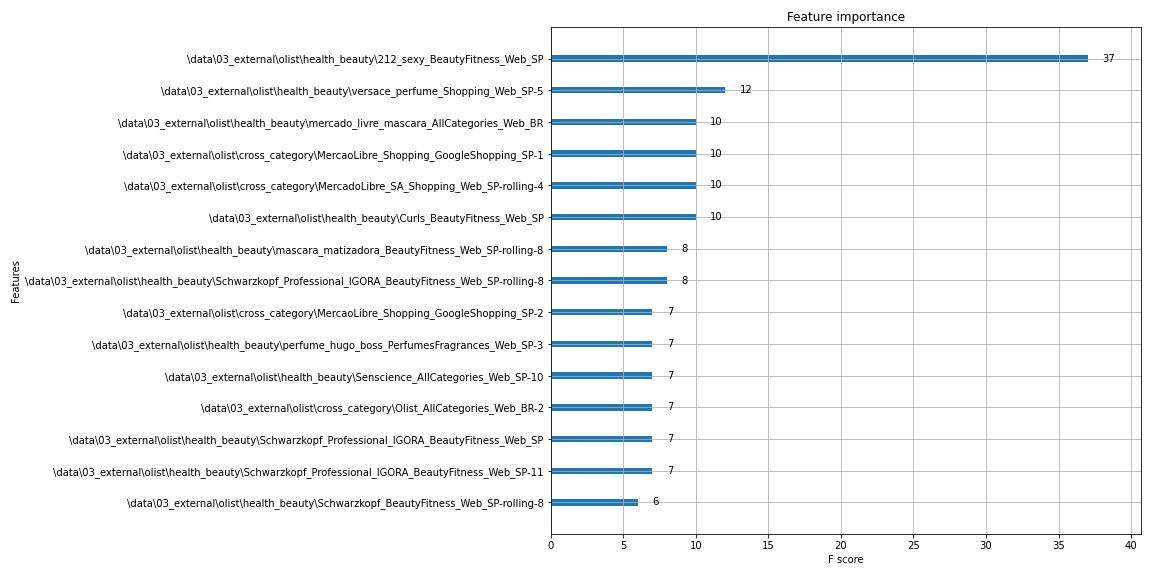 Feature importance
\data\03_external\olist\health_beauty\212_sexy_BeautyFitness_Web_SP 37
\data\03_external\olist\health_beauty\versace_perfume_Shopping_Web_SP-5 12
\data\03_external\olist\health_beauty\mercado_livre_mascara_AllCategories_Web_BR 10
\data\03_external\olist\cross_category\MercaoLibre_Shopping_GoogleShopping_SP-1 10
\data\03_external\olist\cross_category\MercadoLibre_SA_Shopping_Web_SP-rolling-4 10
\data\03_external\olist\health_beauty\Curls_BeautyFitness_Web_SP 10
\data\03_external\olist\health_beauty\mascara_matizadora_BeautyFitness_Web_SP-rolling-8 8
\data\03_external\olist\health_beauty\Schwarzkopf_Professional_IGORA_BeautyFitness_Web_SP-rolling-8 8
\data\03_external\olist\cross_category\MercaoLibre_Shopping_GoogleShopping_SP-2 7
\data\03_external\olist\health_beauty\perfume_hugo_boss_PerfumesFragrances_Web_SP-3 7
\data\03_external\olist\health_beauty\Senscience_AllCategories_Web_SP-10 7
\data\03_external\olist\cross_category\Olist_AllCategories_Web_BR-2 7
\data\03_external\olist\health_beauty\Schwarzkopf_Professional_IGORA_BeautyFitness_Web_SP 7
\data\03_external\olist\health_beauty\Schwarzkopf_Professional_IGORA_BeautyFitness_Web_SP-11 7
\data\03_external\olist\health_beauty\Schwarzkopf_BeautyFitness_Web_SP-rolling-8 6
Features
0 5 10 15 20 25 30 35 40
F score